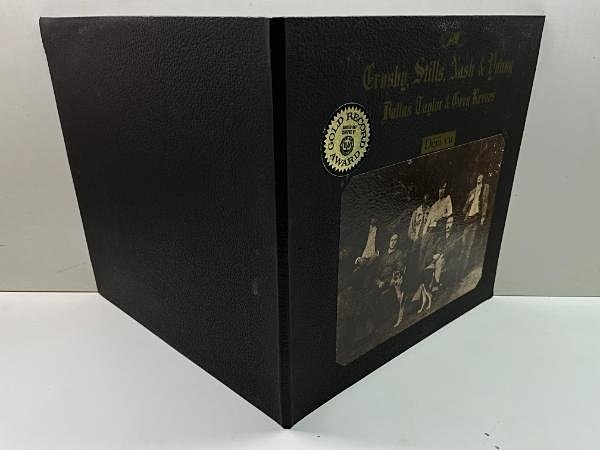 Crosby, Stills, Nash & Young
Dallas Taylor & Greg Reeves
Déjà vu
GOLD RECORD
AWARD